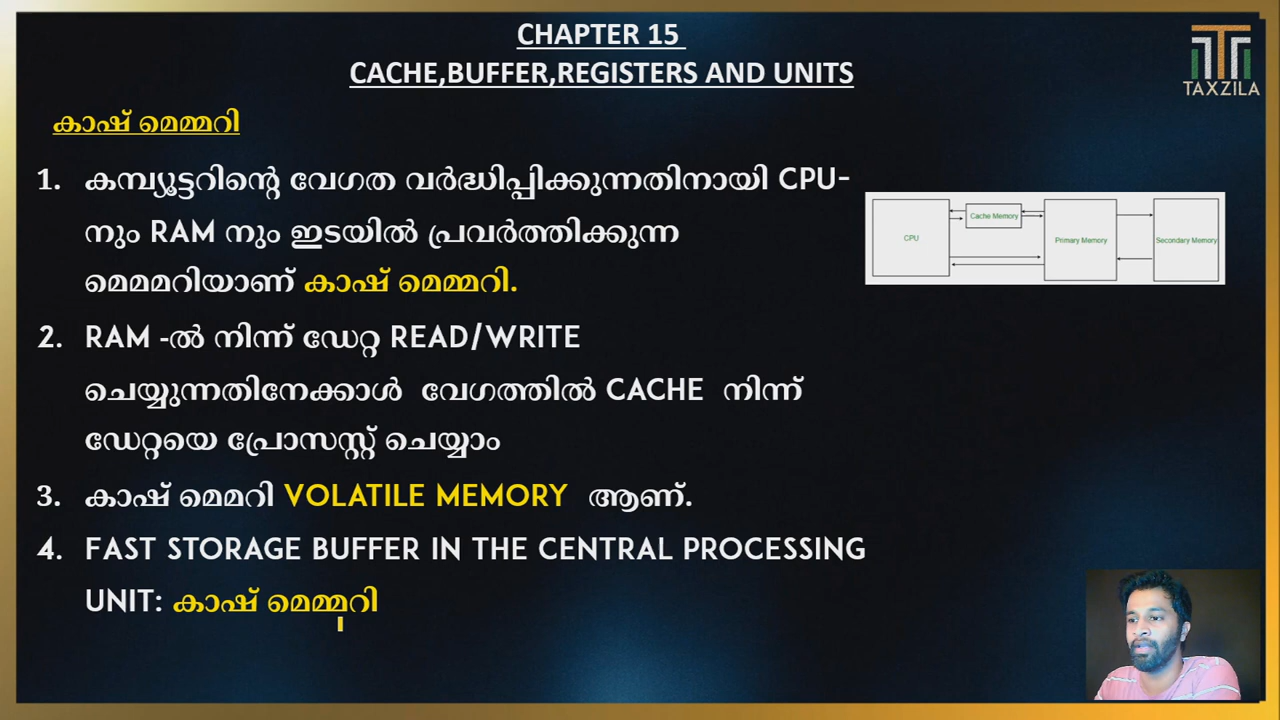 CHAPTER 15
CACHE,BUFFER,REGISTERS AND UNITS
TAXZILA
കാഷ് മെമ്മറി
1. കമ്പ്യൂട്ടറിന്റെ വേഗത വർദ്ധിപ്പിക്കുന്നതിനായി CPU-
നും RAM നും ഇടയിൽ പ്രവർത്തിക്കുന്ന
മെമമറിയാണ് കാഷ് മെമ്മറി.
CPU
Cache Memory
Primary Memory
Secondary Memory
2. RAM -ൽ നിന്ന് ഡേറ്റ READ/WRITE
ചെയ്യുന്നതിനേക്കാൾ വേഗത്തിൽ CACHE നിന്ന്
ഡേറ്റയെ പ്രോസസ്സ് ചെയ്യാം
3. കാഷ് മെമറി VOLATILE MEMORY ആണ്.
4. FAST STORAGE BUFFER IN THE CENTRAL PROCESSING
UNIT: കാഷ് മെമ്മറി